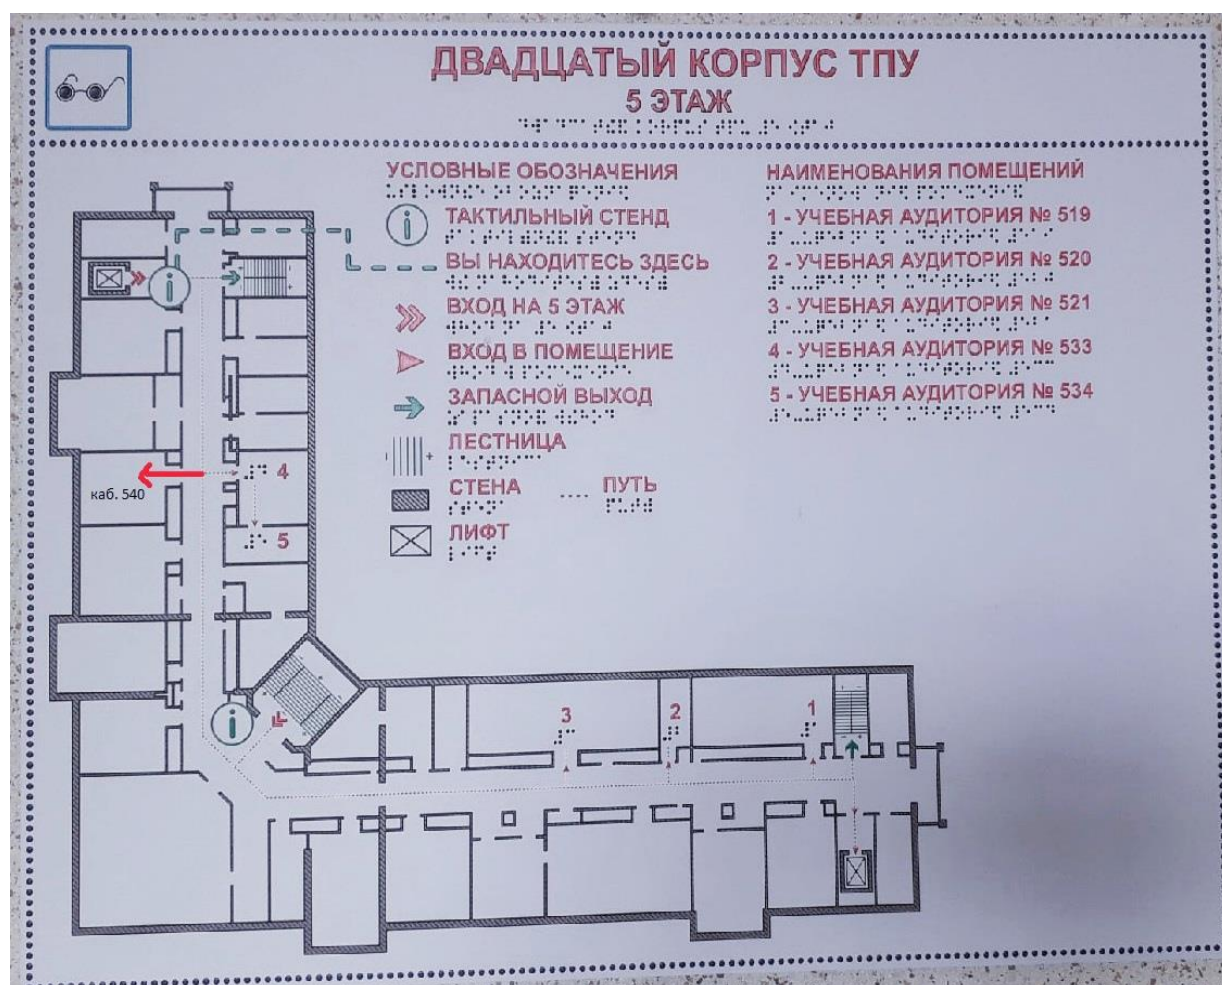 ДВАДЦАТЫЙ КОРПУС ТПУ
5 ЭТАЖ
УСЛОВНЫЕ ОБОЗНАЧЕНИЯ
ТАКТИЛЬНЫЙ СТЕНД
ВЫ НАХОДИТЕСЬ ЗДЕСЬ
ВХОД НА 5 ЭТАЖ
ВХОД В ПОМЕЩЕНИЕ
ЗАПАСНОЙ ВЫХОД
ЛЕСТНИЦА
СТЕНА
ПУТЬ
ЛИФТ
НАИМЕНОВАНИЯ ПОМЕЩЕНИЙ
1 - УЧЕБНАЯ АУДИТОРИЯ № 519
2 - УЧЕБНАЯ АУДИТОРИЯ № 520
3 - УЧЕБНАЯ АУДИТОРИЯ № 521
4 - УЧЕБНАЯ АУДИТОРИЯ № 533
5 - УЧЕБНАЯ АУДИТОРИЯ № 534
i
i
4
каб. 540
5
i
3
2
1